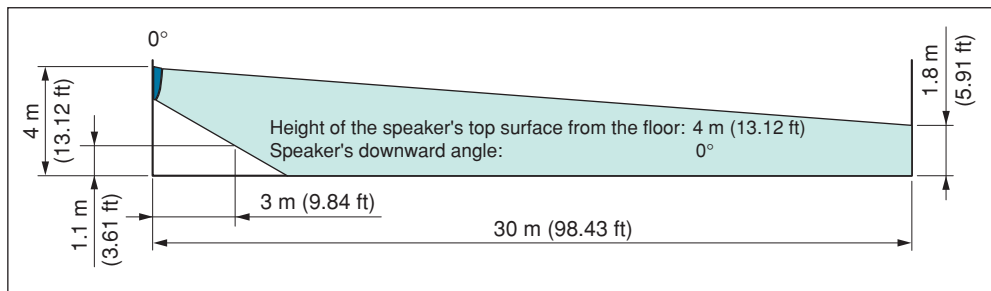 0°
4 m
(13.12 ft)
1.8 m
(5.91 ft)
Height of the speaker's top surface from the floor: 4 m (13.12 ft)
Speaker's downward angle: 0°
1.1 m
(3.61 ft)
3 m (9.84 ft)
30 m (98.43 ft)